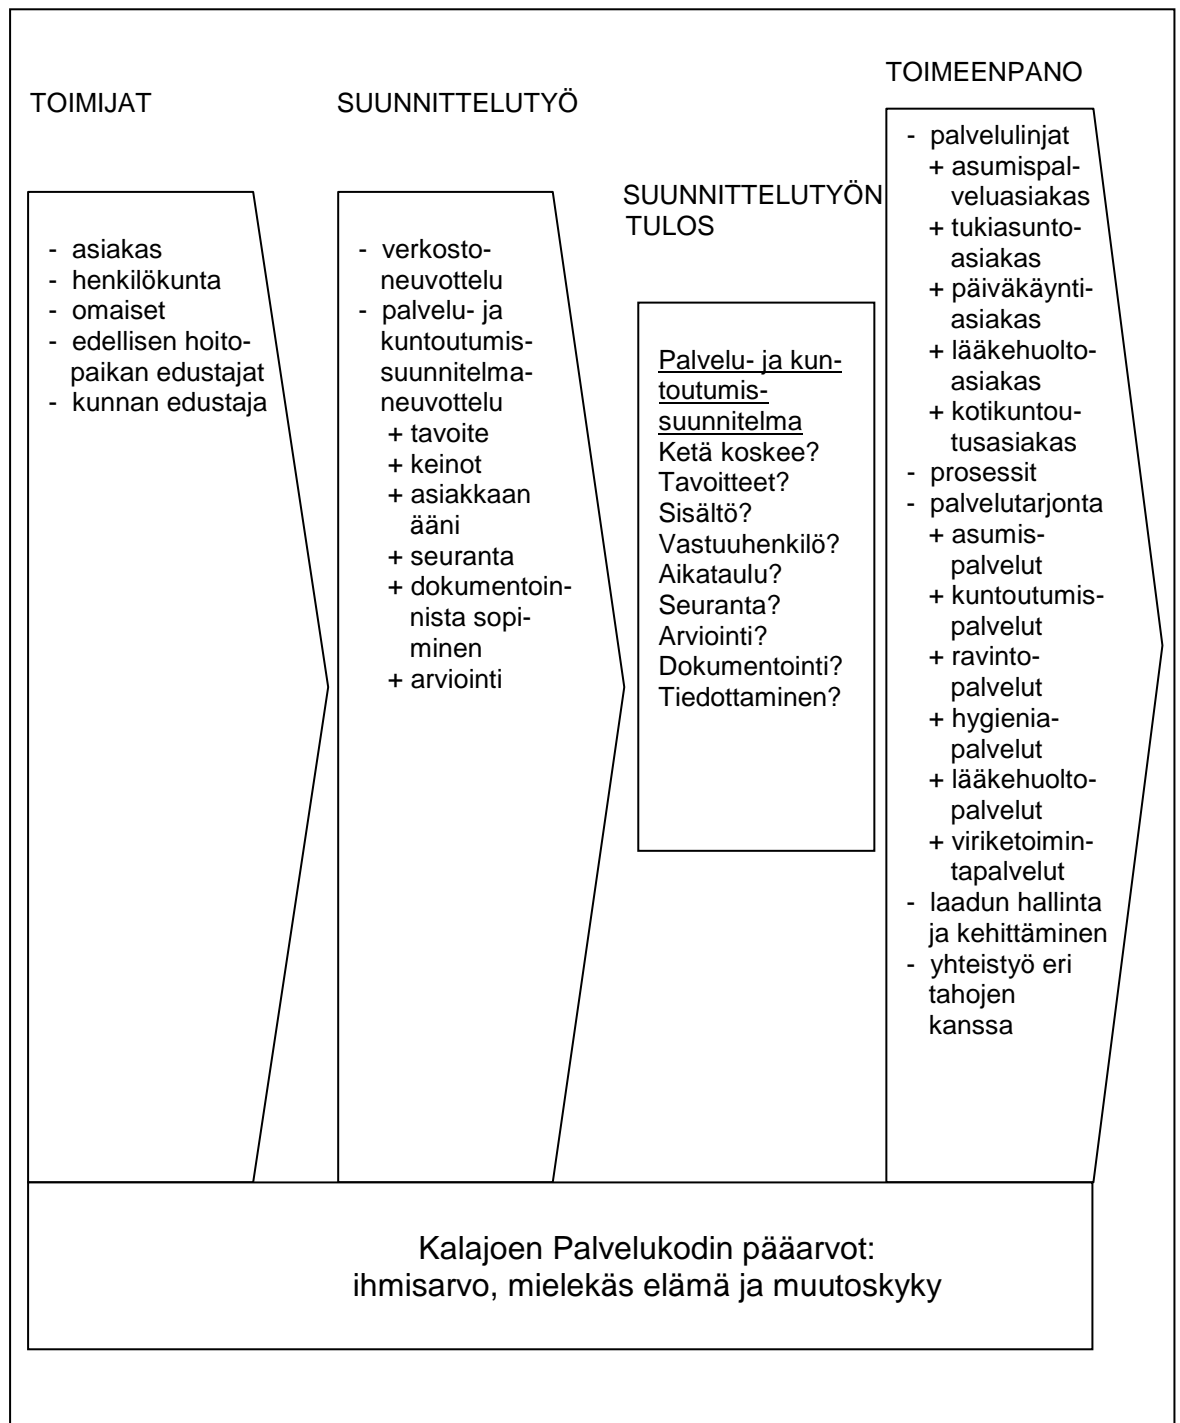 TOIMIJAT
- asiakas
- henkilökunta
- omaiset
- edellisen hoito-
paikan edustajat
- kunnan edustaja
SUUNNITTELUTYÖ
- verkosto-
neuvottelu
- palvelu- ja
kuntoutumis-
suunnitelma-
neuvottelu
+ tavoite
+ keinot
+ asiakkaan
ääni
+ seuranta
+ dokumentoin-
nista sopi-
minen
+ arviointi
SUUNNITTELUTYÖN
TULOS
Palvelu- ja kun-
toutumis-
suunnitelma
Ketä koskee?
Tavoitteet?
Sisältö?
Vastuuhenkilö?
Aikataulu?
Seuranta?
Arviointi?
Dokumentointi?
Tiedottaminen?
TOIMEENPANO
- palvelulinjat
+ asumispal-
veluasiakas
+ tukiasunto-
asiakas
+ päiväkäynti-
asiakas
+ lääkehuolto-
asiakas
+ kotikuntou-
tusasiakas
- prosessit
- palvelutarjonta
+ asumis-
palvelut
+ kuntoutumis-
palvelut
+ ravinto-
palvelut
+ hygienia-
palvelut
+ lääkehuolto-
palvelut
+ viriketoimin-
tapalvelut
- laadun hallinta
ja kehittäminen
- yhteistyö eri
tahojen
kanssa
Kalajoen Palvelukodin pääarvot:
ihmisarvo, mielekäs elämä ja muutoskyky